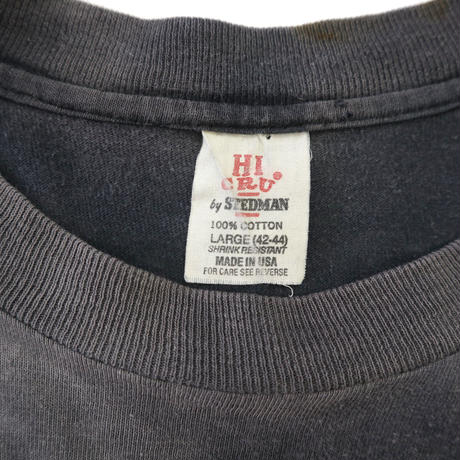 HI
CRU.
by STEDMAN
100% COTTON
LARGE (42-44)
SHRINK RESISTANT
MADE IN USA
FOR CARE SEE REVERSE